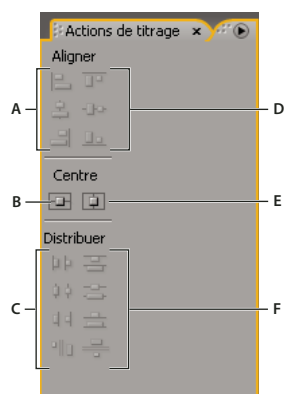 Actions de titrage x
Aligner
A
D
Centre
B
E
Distribuer
C
F